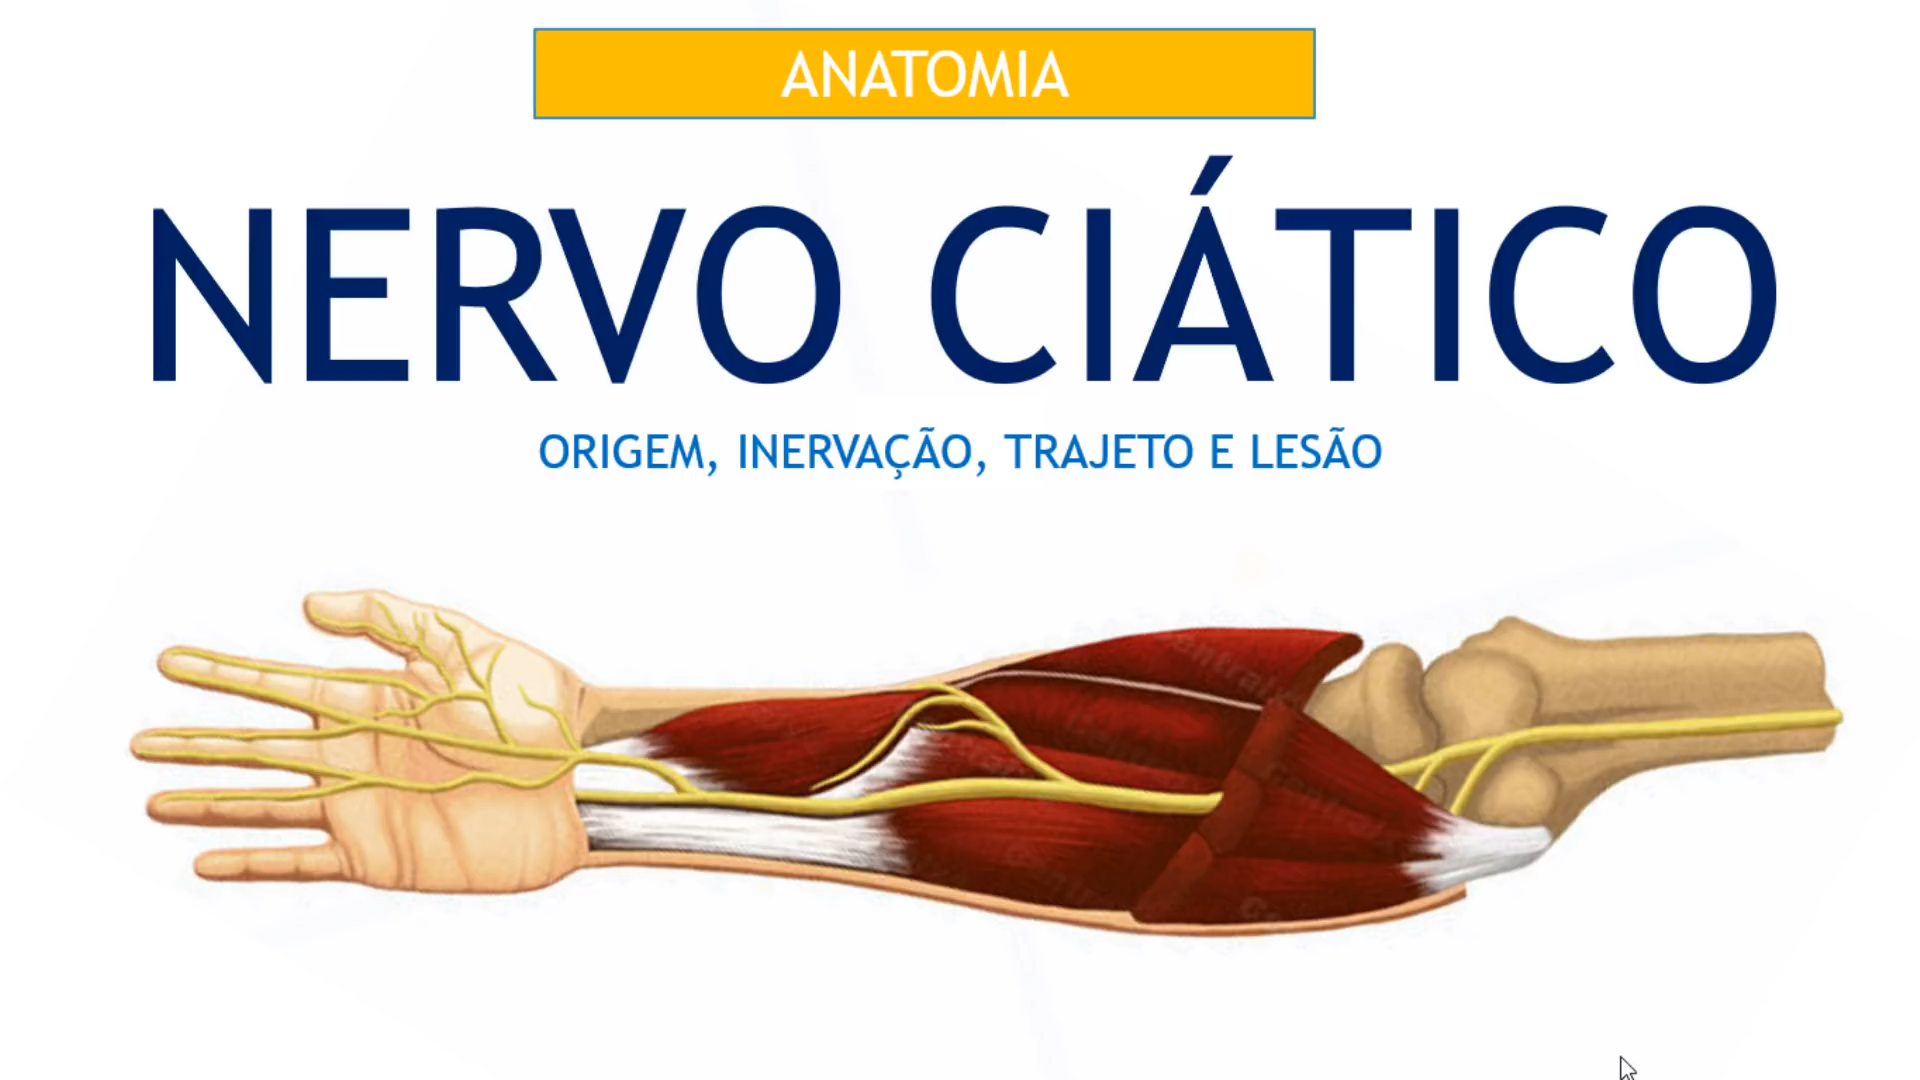 ANATOMIA
NERVO CIÁTICO
ORIGEM, INERVAÇÃO, TRAJETO E LESÃO